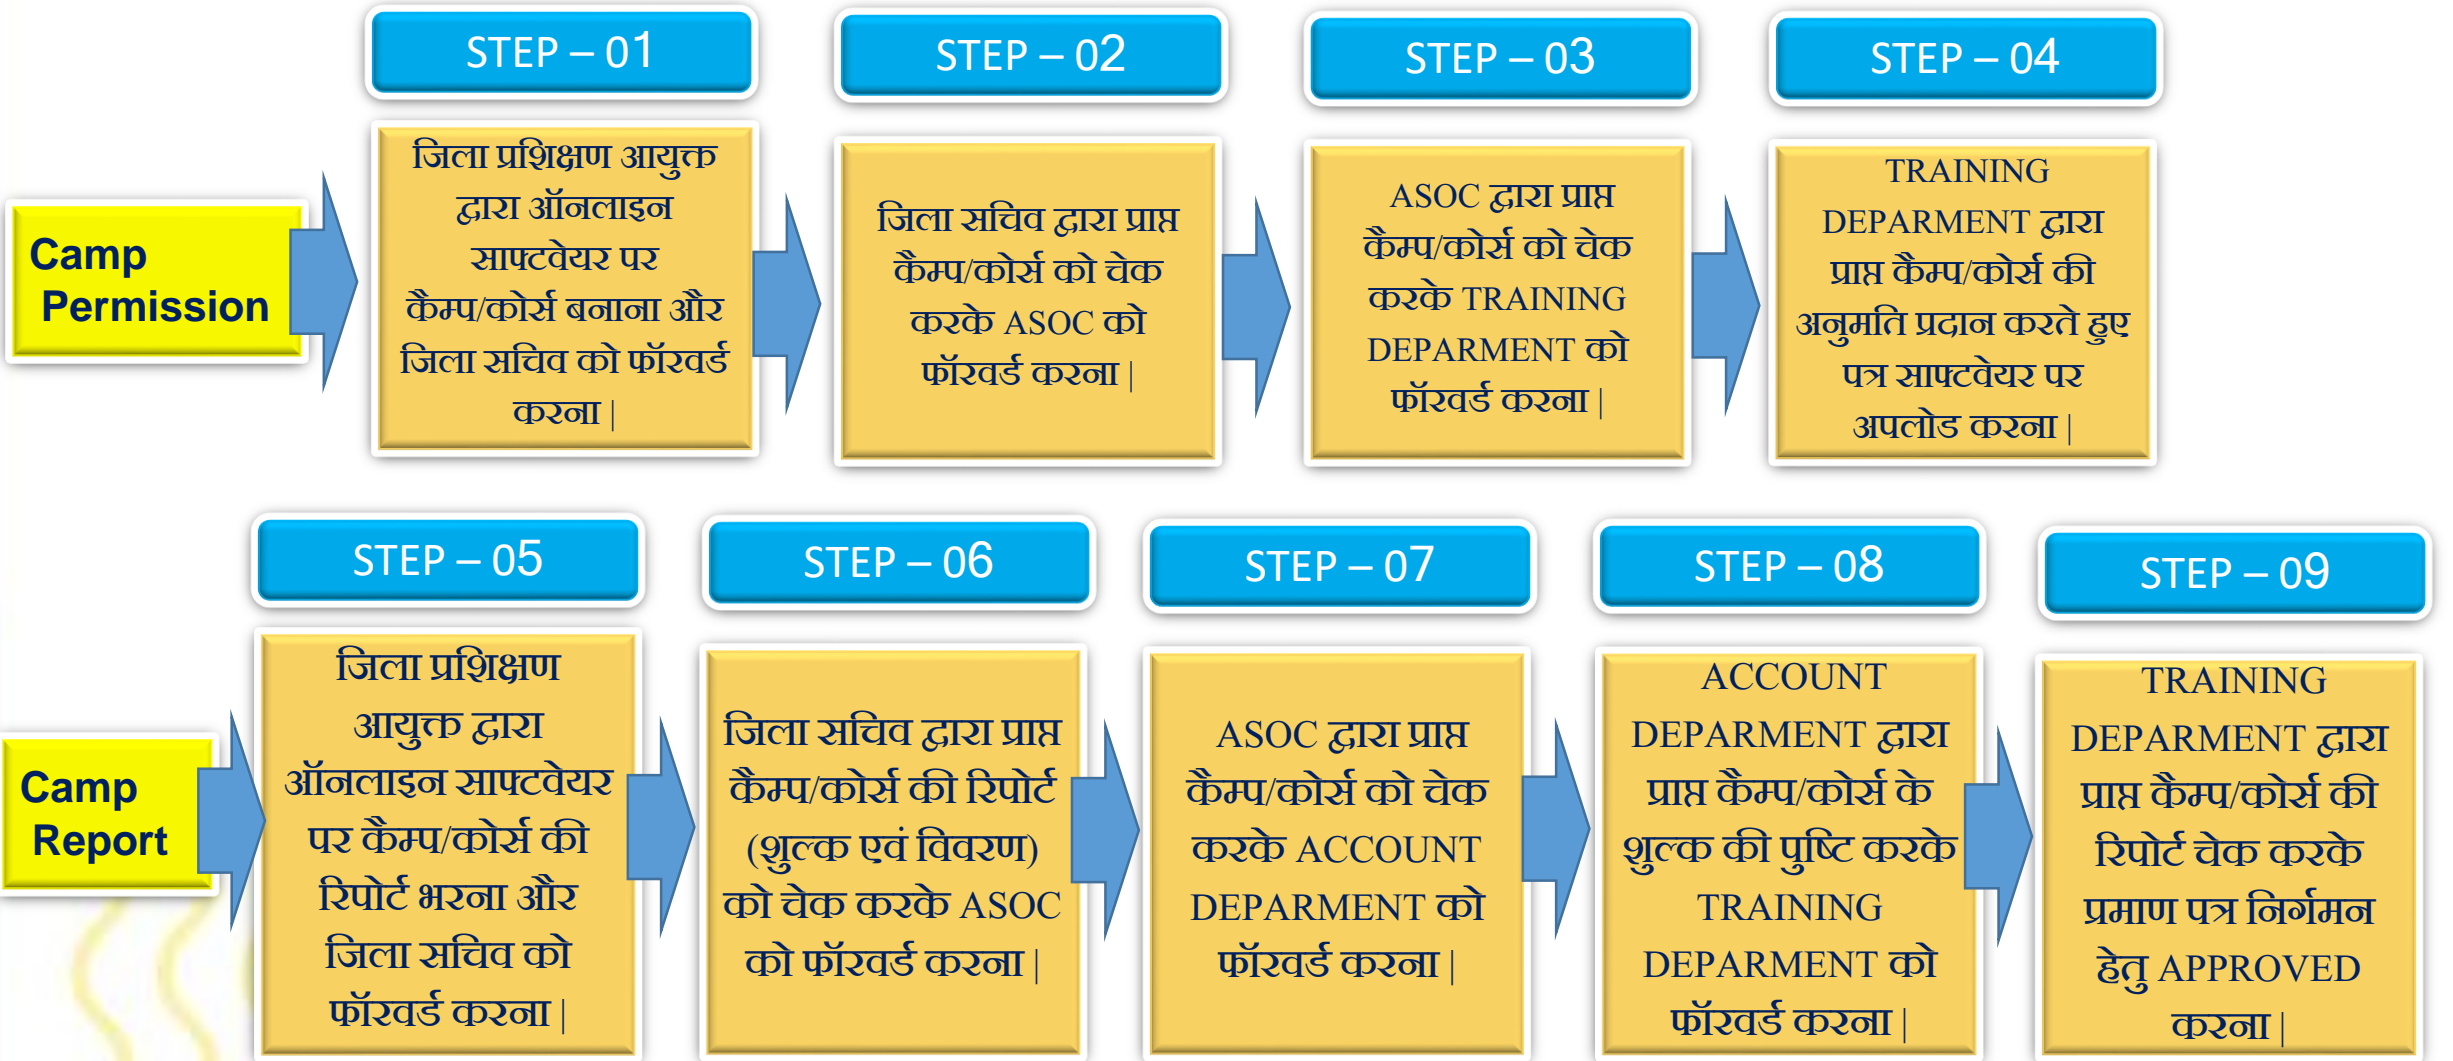 STEP – 01
STEP – 02
STEP – 03
STEP – 04
Camp
Permission
जिला प्रशिक्षण आयुक्त
द्वारा ऑनलाइन
साफ्टवेयर पर
कैम्प/कोर्स बनाना और
जिला सचिव को फॉरवर्ड
करना |
जिला सचिव द्वारा प्राप्त
कैम्प/कोर्स को चेक
करके ASOC को
फॉरवर्ड करना |
ASOC द्वारा प्राप्त
कैम्प/कोर्स को चेक
करके TRAINING
DEPARMENT को
फॉरवर्ड करना |
TRAINING
DEPARMENT द्वारा
प्राप्त कैम्प/कोर्स की
अनुमति प्रदान करते हुए
पत्र साफ्टवेयर पर
अपलोड करना |
STEP – 05
STEP – 06
STEP – 07
STEP – 08
STEP – 09
Camp
Report
जिला प्रशिक्षण
आयुक्त द्वारा
ऑनलाइन साफ्टवेयर
पर कैम्प/कोर्स की
रिपोर्ट भरना और
जिला सचिव को
फॉरवर्ड करना |
जिला सचिव द्वारा प्राप्त
कैम्प/कोर्स की रिपोर्ट
(शुल्क एवं विवरण)
को चेक करके ASOC
को फॉरवर्ड करना |
ASOC द्वारा प्राप्त
कैम्प/कोर्स को चेक
करके ACCOUNT
DEPARMENT को
फॉरवर्ड करना |
ACCOUNT
DEPARMENT द्वारा
प्राप्त कैम्प/कोर्स के
शुल्क की पुष्टि करके
TRAINING
DEPARMENT को
फॉरवर्ड करना |
TRAINING
DEPARMENT द्वारा
प्राप्त कैम्प/कोर्स की
रिपोर्ट चेक करके
प्रमाण पत्र निर्गमन
हेतु APPROVED
करना |